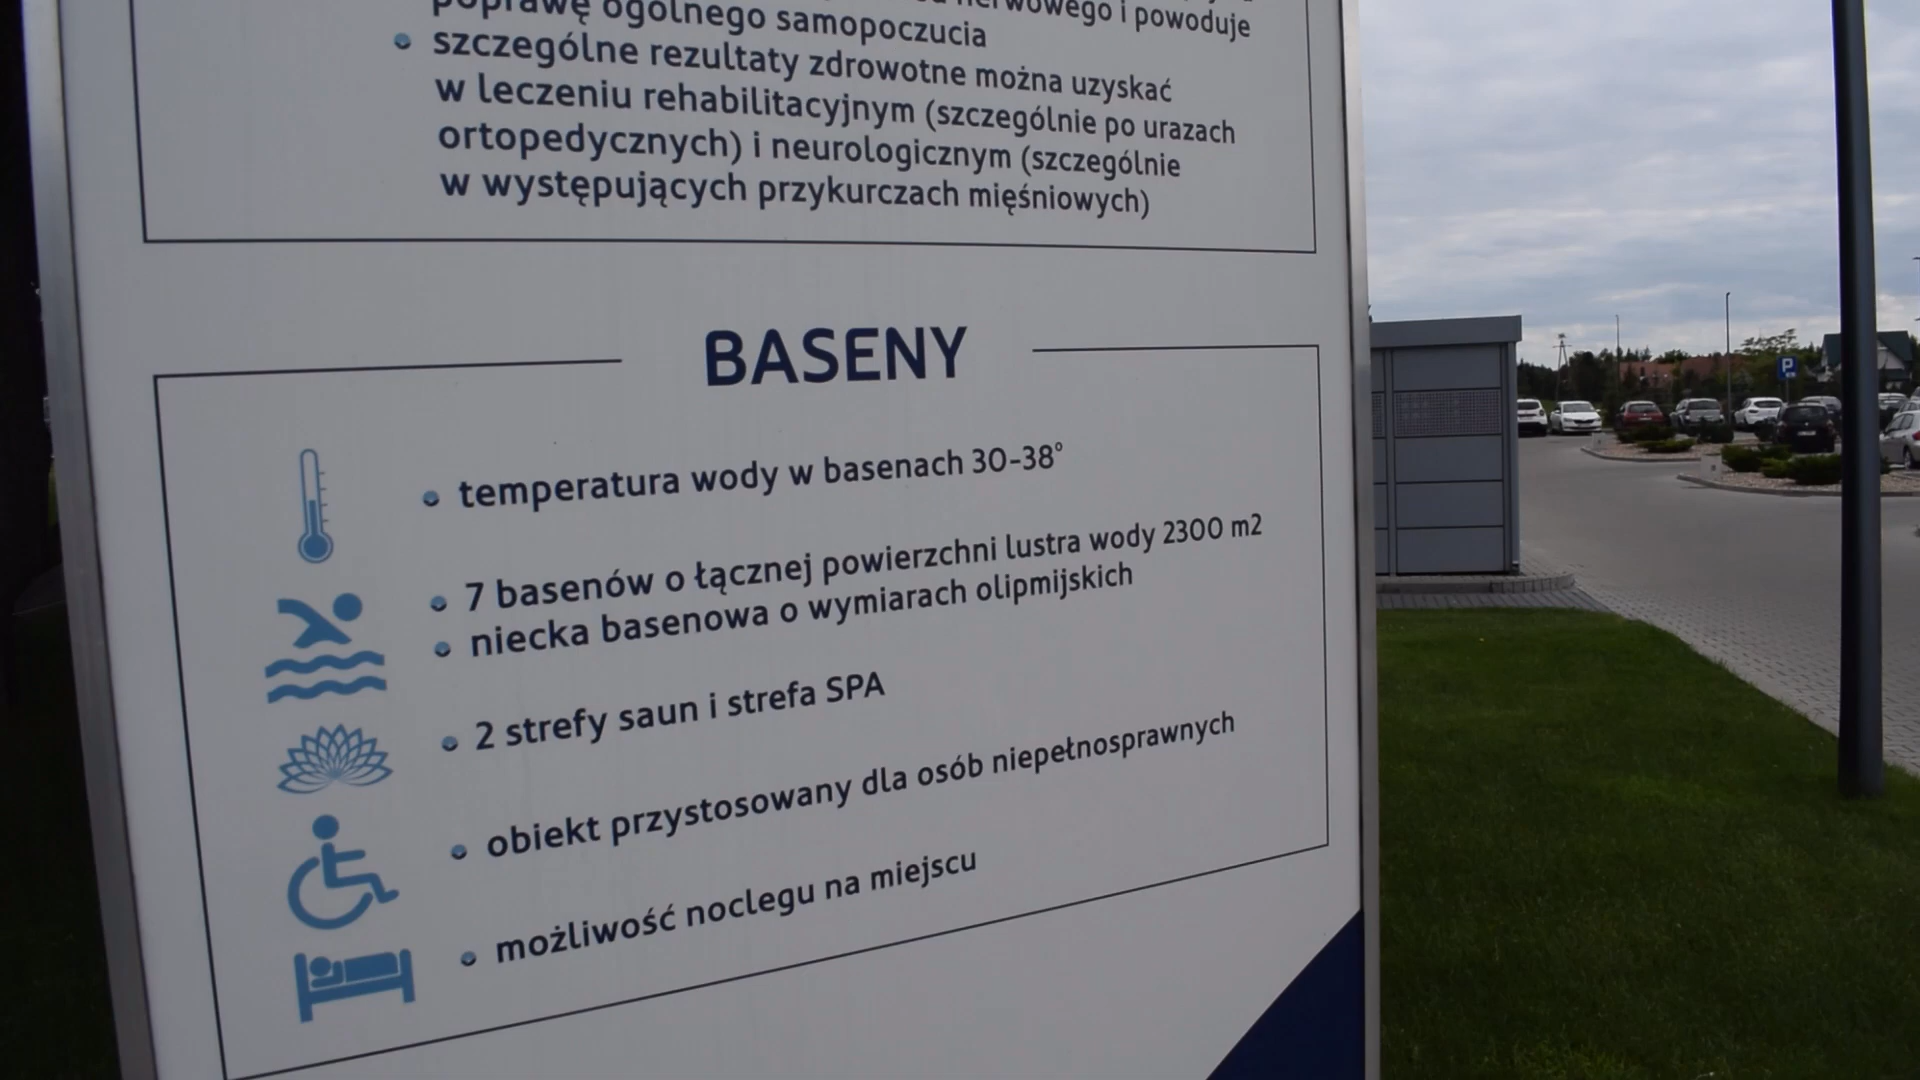 nerwowego i powoduje
poprawę ogólnego samopoczucia
szczególne rezultaty zdrowotne można uzyskać
w leczeniu rehabilitacyjnym (szczególnie po urazach
ortopedycznych) i neurologicznym (szczególnie
w występujących przykurczach mięśniowych)
BASENY
temperatura wody w basenach 30-38°
7 basenów o łącznej powierzchni lustra wody 2300 m2
niecka basenowa o wymiarach olipmijskich
2 strefy saun i strefa SPA
obiekt przystosowany dla osób niepełnosprawnych
możliwość noclegu na miejscu
P